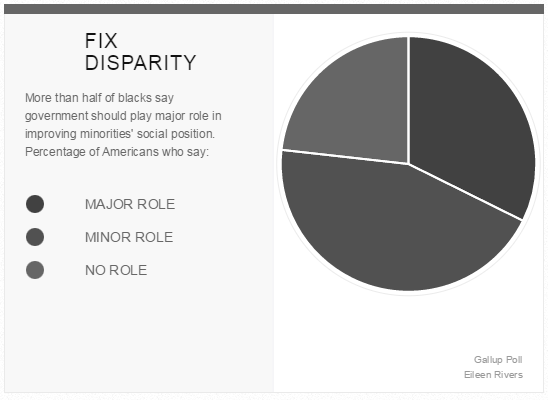 FIX
DISPARITY
More than half of blacks say
government should play major role in
improving minorities' social position.
Percentage of Americans who say:
MAJOR ROLE
MINOR ROLE
NO ROLE
Gallup Poll
Eileen Rivers